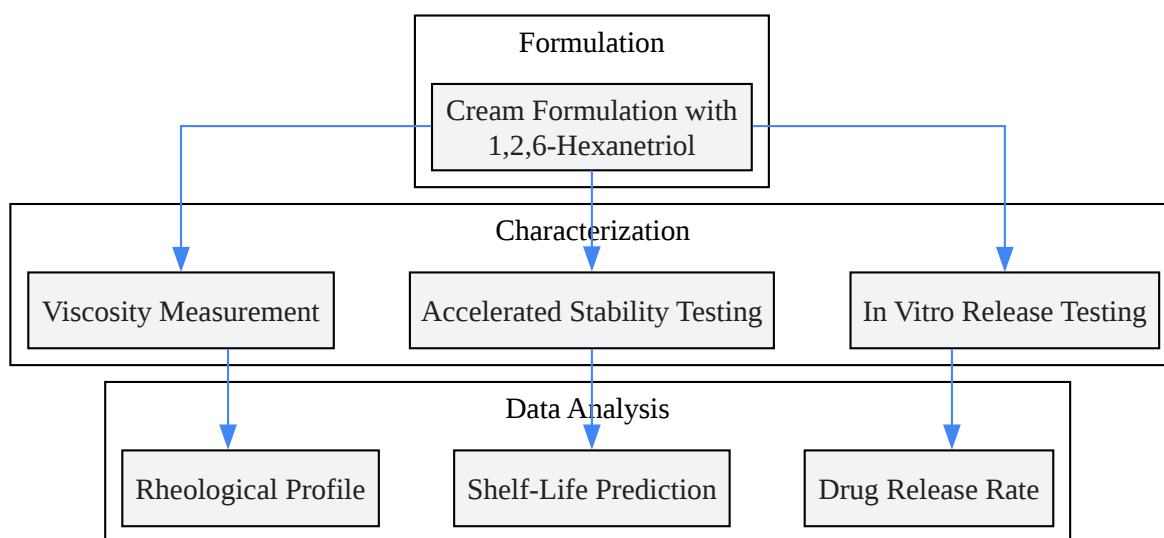 Formulation
Cream Formulation with
1,2,6-Hexanetriol
Characterization
Viscosity Measurement
Accelerated Stability Testing
In Vitro Release Testing
Data Analysis
Rheological Profile
Shelf-Life Prediction
Drug Release Rate